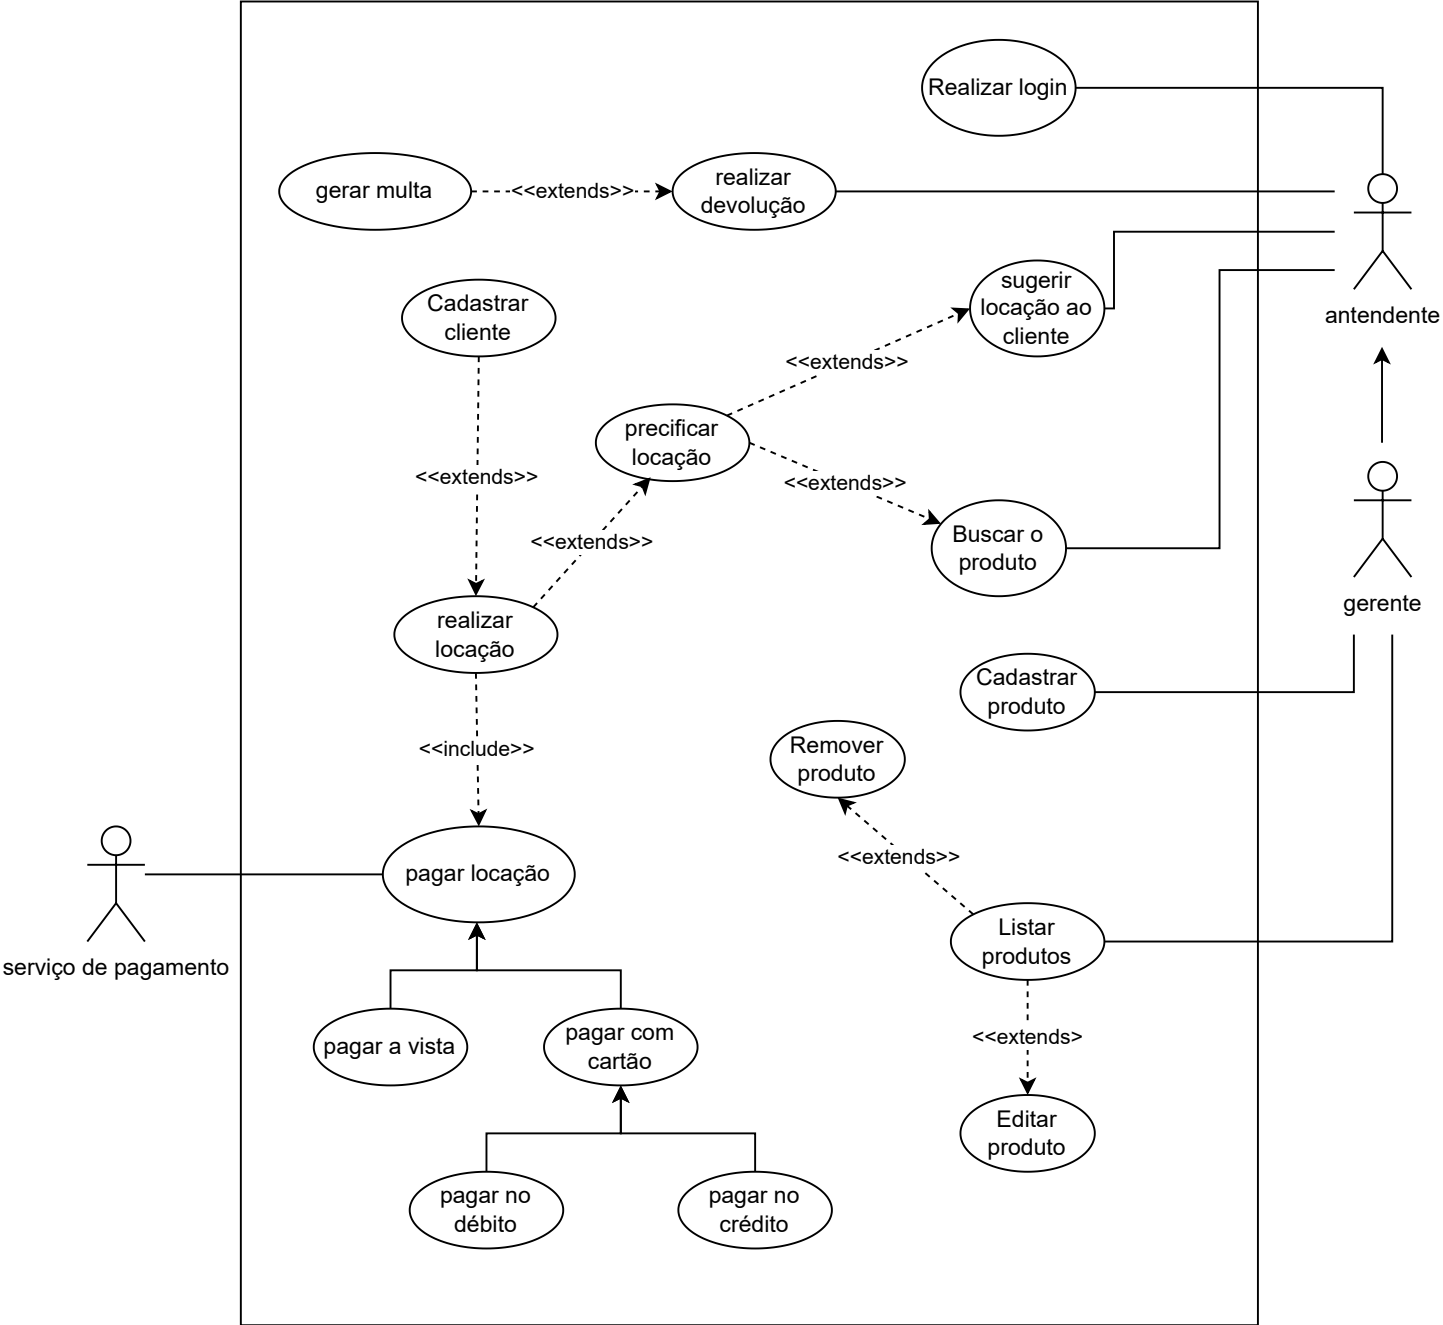 Realizar login
gerar multa
<<extends>>
realizar
devolução
Cadastrar
cliente
sugerir
locação ao
cliente
antendente
<<extends>>
precificar
locação
<<extends>>
<<extends>>
<<extends>>
Buscar o
produto
gerente
realizar
locação
Cadastrar
produto
<<include>>
Remover
produto
<<extends>>
pagar locação
serviço de pagamento
Listar
produtos
pagar a vista
pagar com
cartão
<<extends>
Editar
produto
pagar no
débito
pagar no
crédito